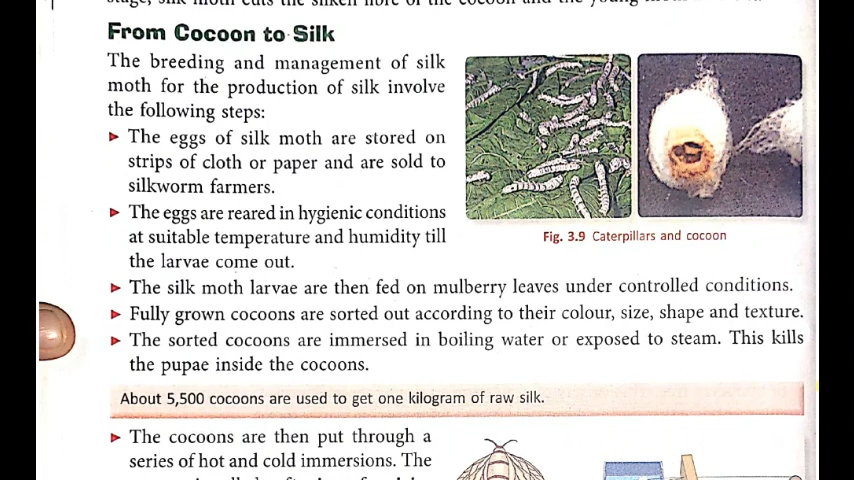 From Cocoon to Silk
The breeding and management of silk
moth for the production of silk involve
the following steps:
The eggs of silk moth are stored on
strips of cloth or paper and are sold to
silkworm farmers.
The eggs are reared in hygienic conditions
at suitable temperature and humidity till
the larvae come out.
Fig. 3.9 Caterpillars and cocoon
The silk moth larvae are then fed on mulberry leaves under controlled conditions.
Fully grown cocoons are sorted out according to their colour, size, shape and texture.
The sorted cocoons are immersed in boiling water or exposed to steam. This kills
the pupae inside the cocoons.
About 5,500 cocoons are used to get one kilogram of raw silk.
The cocoons are then put through a
series of hot and cold immersions. The